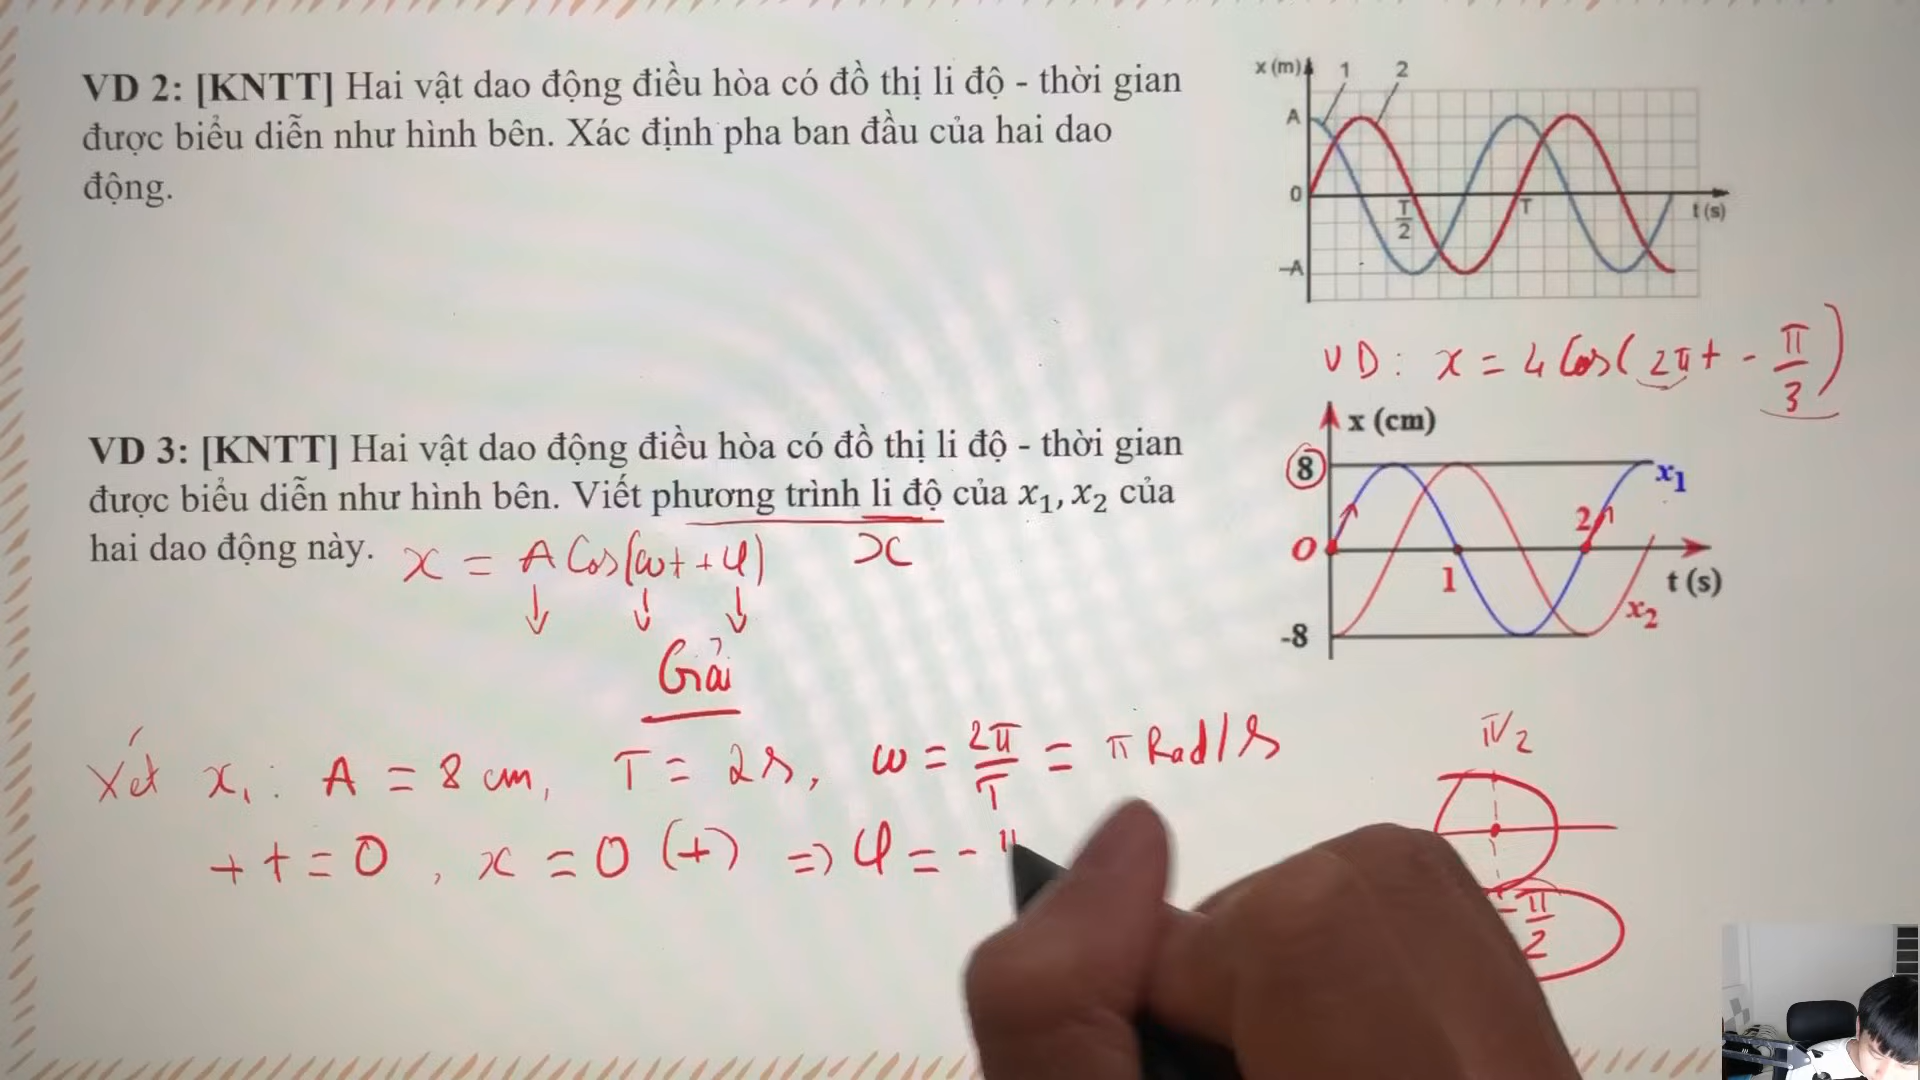 VD 2: [KNTT] Hai vật dao động điều hòa có đồ thị li độ - thời gian
được biểu diễn như hình bên. Xác định pha ban đầu của hai dao
động.
x (m)
1
2
A
0
T/2
T
t (s)
-A
VD: x = 4 Cos(2πt - π/3)
VD 3: [KNTT] Hai vật dao động điều hòa có đồ thị li độ - thời gian
được biểu diễn như hình bên. Viết phương trình li độ của x₁, x₂ của
hai dao động này.
x = A Cos(ωt + φ)
x
x (cm)
8
x₁
O
1
2
t (s)
x₂
-8
Giải
Xét x₁: A = 8 cm, T = 2s, ω = 2π/T = π Rad/s
+ t = 0, x = 0 (+) => φ = -
π/2
-π/2